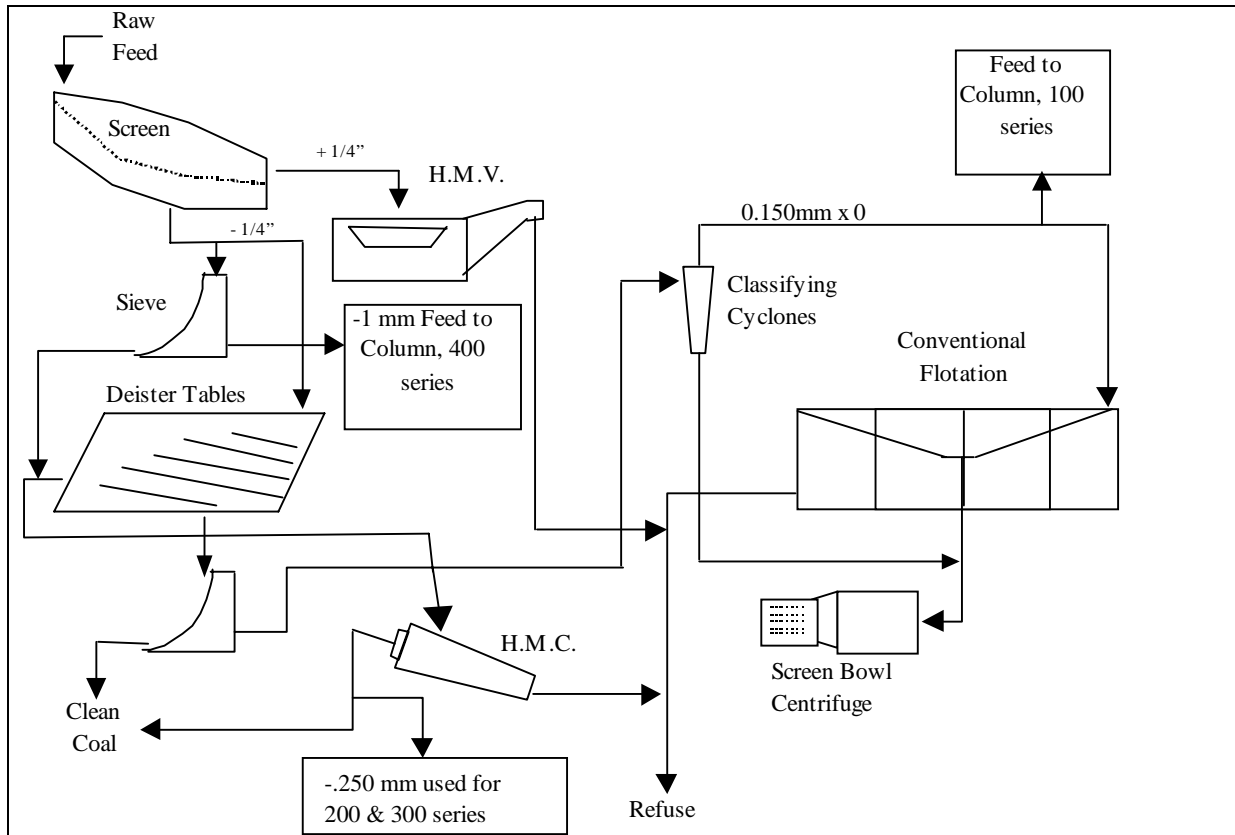 Raw
Feed
Screen
+ 1/4”
H.M.V.
Feed to
Column, 100
series
- 1/4”
0.150mm x 0
Sieve
Classifying
Cyclones
-1 mm Feed to
Column, 400
series
Conventional
Flotation
Deister Tables
H.M.C.
Screen Bowl
Centrifuge
Clean
Coal
-.250 mm used for
200 & 300 series
Refuse